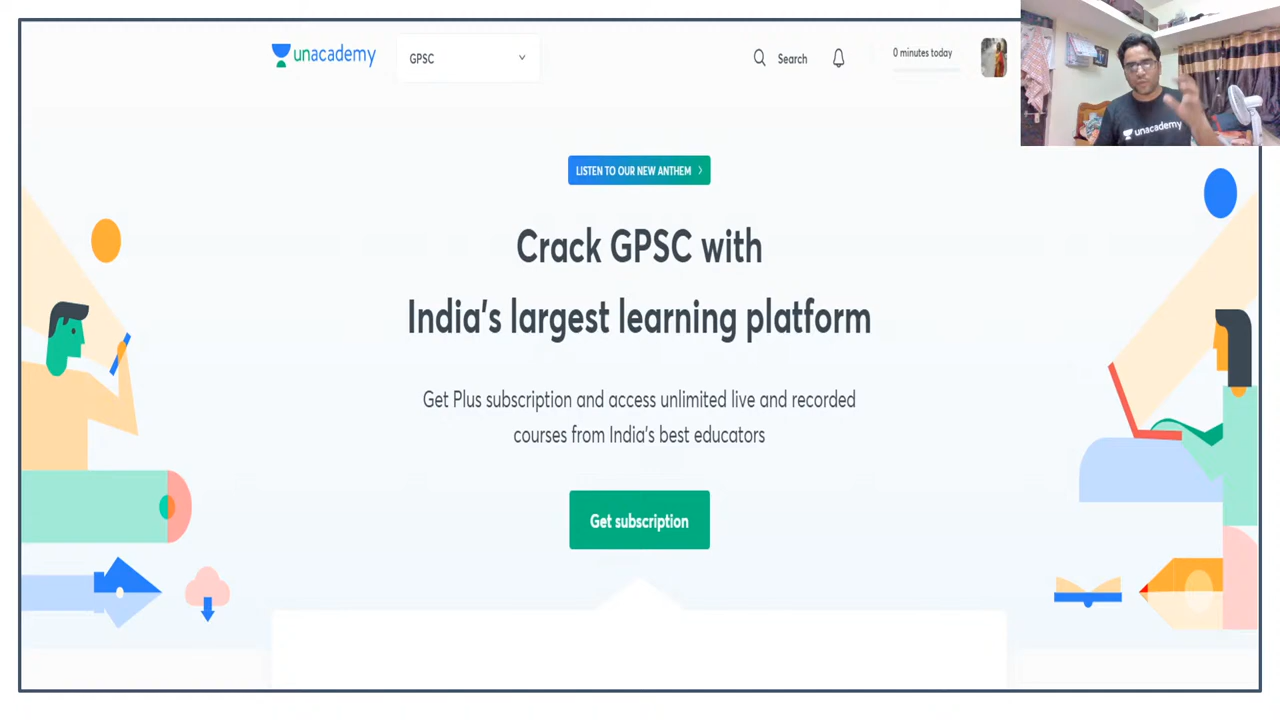 unacademy
GPSC
Search
0 minutes today
unacademy
LISTEN TO OUR NEW ANTHEM
Crack GPSC with
India's largest learning platform
Get Plus subscription and access unlimited live and recorded
courses from India's best educators
Get subscription